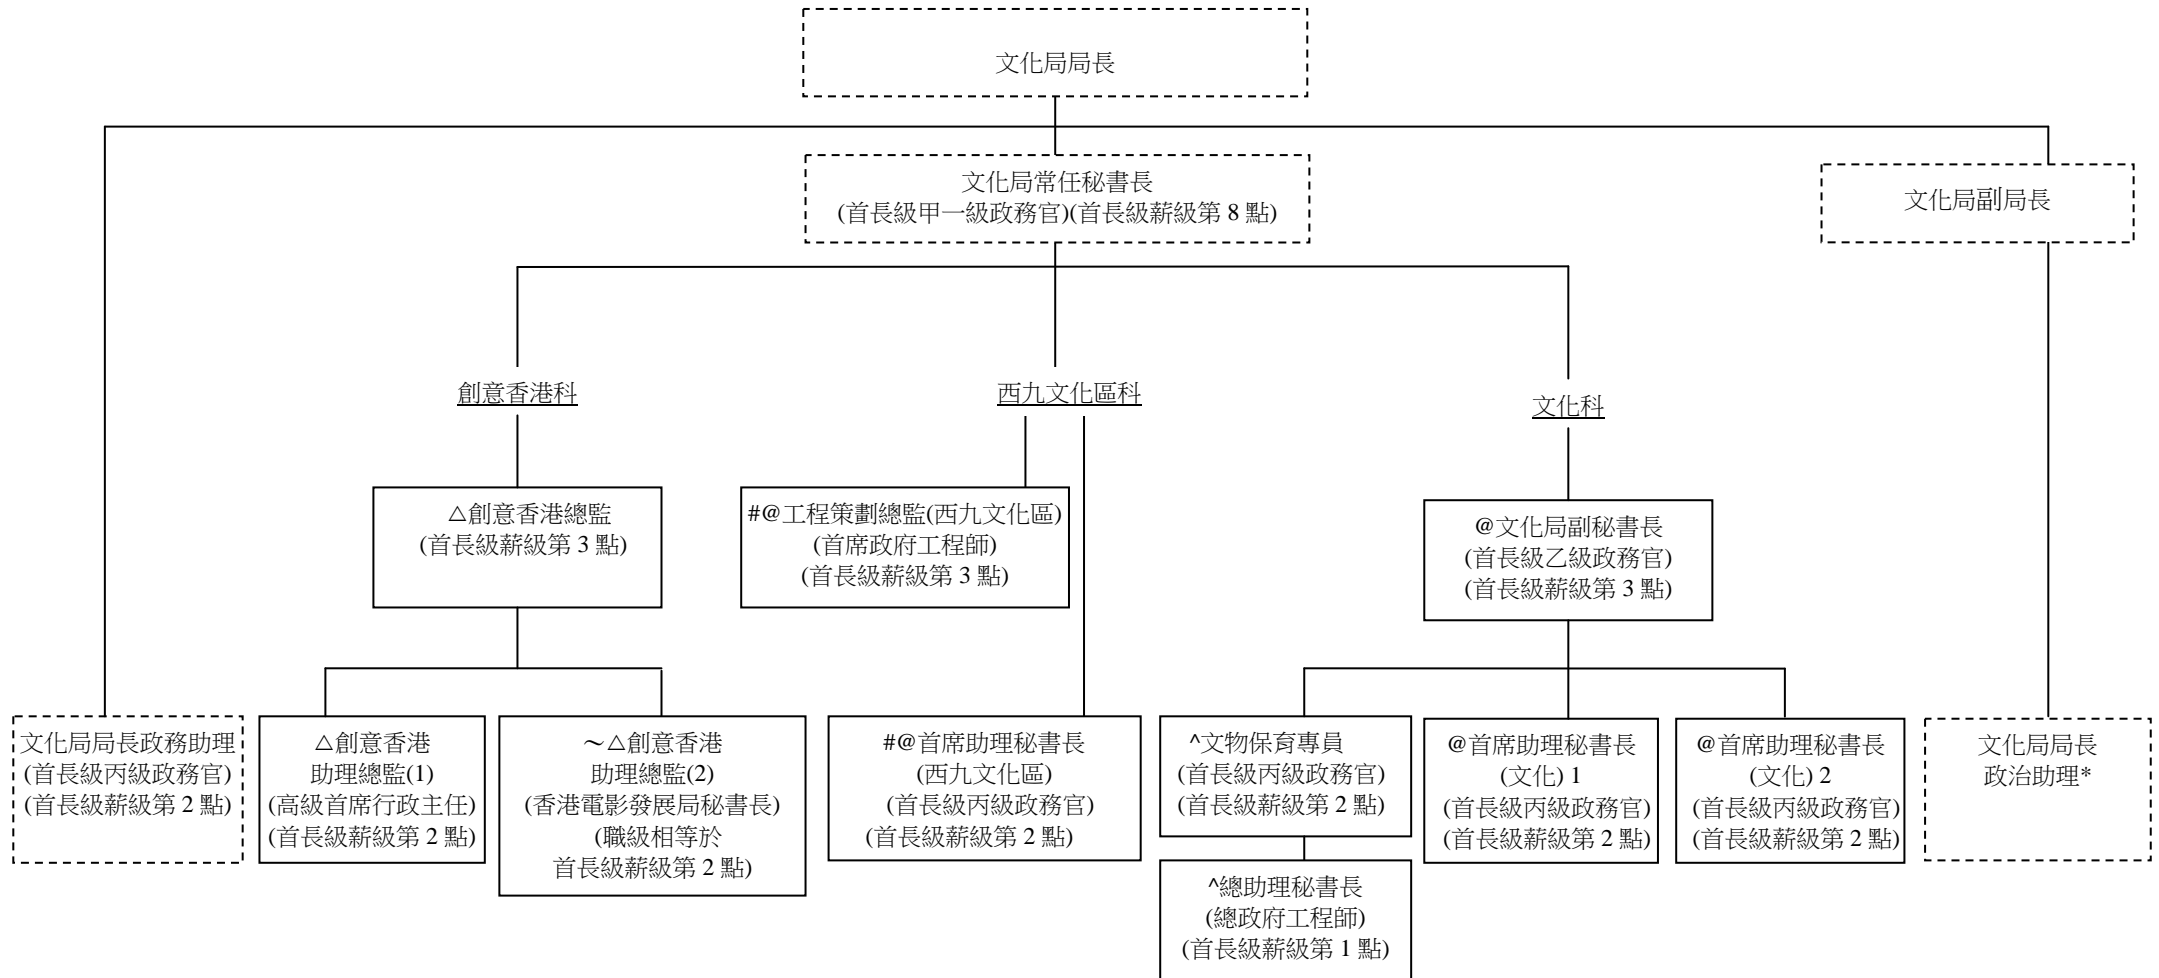 文化局局長
文化局常任秘書長
(首長級甲一級政務官)(首長級薪級第 8 點)
文化局副局長
創意香港科
西九文化區科
文化科
△創意香港總監
(首長級薪級第 3 點)
#@工程策劃總監(西九文化區)
(首席政府工程師)
(首長級薪級第 3 點)
@文化局副秘書長
(首長級乙級政務官)
(首長級薪級第 3 點)
文化局局長政務助理
(首長級丙級政務官)
(首長級薪級第 2 點)
△創意香港
助理總監(1)
(高級首席行政主任)
(首長級薪級第 2 點)
～△創意香港
助理總監(2)
(香港電影發展局秘書長)
(職級相等於
首長級薪級第 2 點)
#@首席助理秘書長
(西九文化區)
(首長級丙級政務官)
(首長級薪級第 2 點)
^文物保育專員
(首長級丙級政務官)
(首長級薪級第 2 點)
@首席助理秘書長
(文化) 1
(首長級丙級政務官)
(首長級薪級第 2 點)
@首席助理秘書長
(文化) 2
(首長級丙級政務官)
(首長級薪級第 2 點)
文化局局長
政治助理*
^總助理秘書長
(總政府工程師)
(首長級薪級第 1 點)